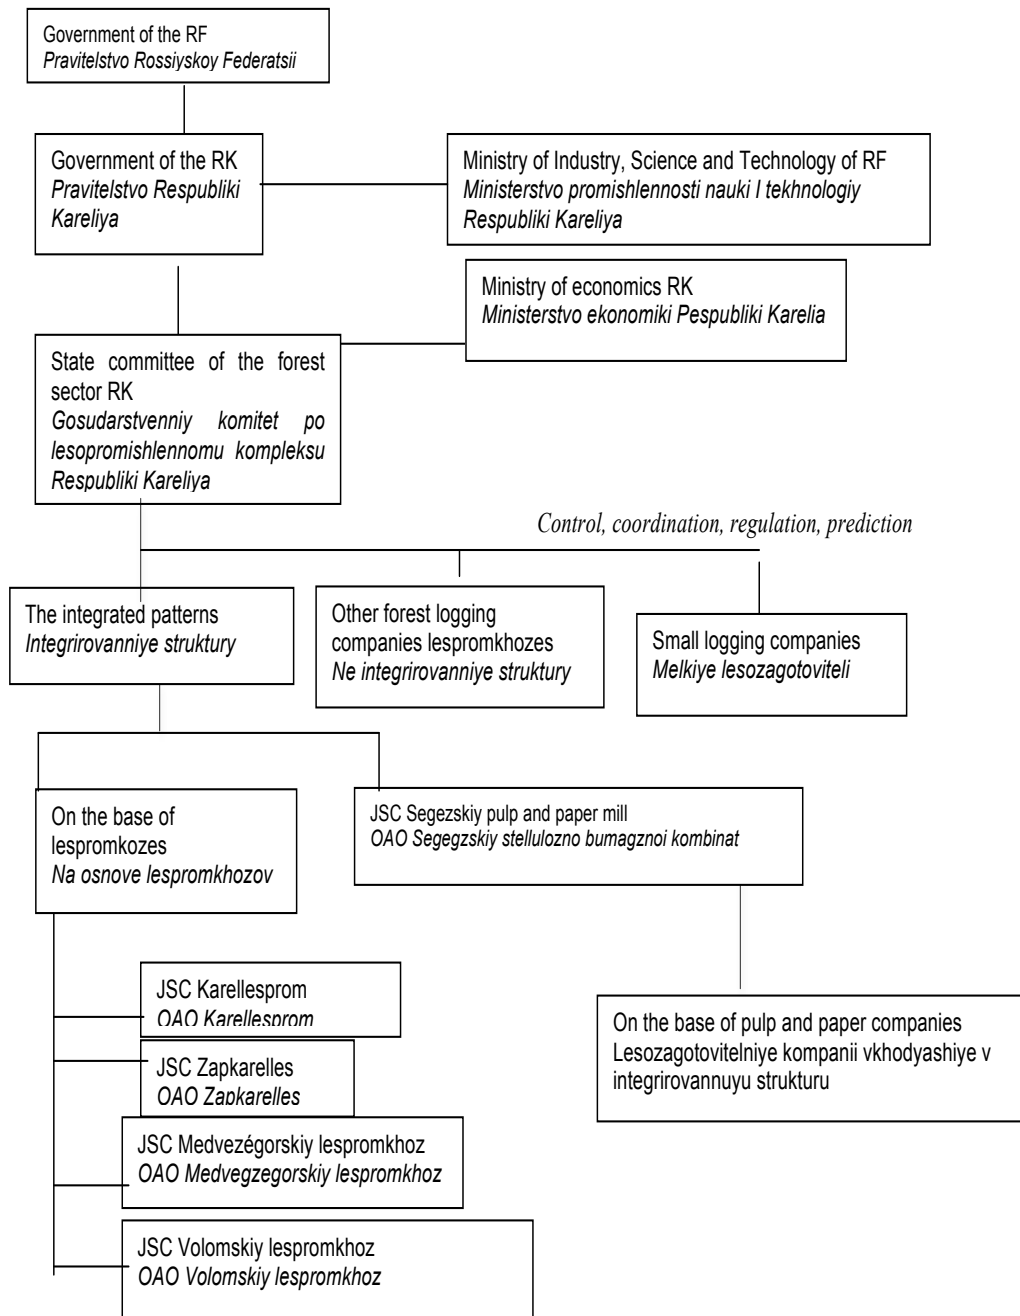 Government of the RF
Pravitelstvo Rossiyskoy Federatsii
Government of the RK
Pravitelstvo Respubliki
Kareliya
Ministry of Industry, Science and Technology of RF
Ministerstvo promishlennosti nauki I tekhnologiy
Respubliki Kareliya
Ministry of economics RK
Ministerstvo ekonomiki Pespubliki Karelia
State committee of the forest
sector RK
Gosudarstvenniy komitet po
lesopromishlennomu kompleksu
Respubliki Kareliya
Control, coordination, regulation, prediction
The integrated patterns
Integrirovanniye struktury
Other forest logging
companies lespromkhozes
Ne integrirovanniye struktury
Small logging companies
Melkiye lesozagotoviteli
On the base of
lespromkozes
Na osnove lespromkhozov
JSC Segezskiy pulp and paper mill
OAO Segegzskiy stellulozno bumagznoi kombinat
JSC Karellesprom
OAO Karellesprom
JSC Zapkarelles
OAO Zapkarelles
JSC Medvezégorskiy lespromkhoz
OAO Medvegzegorskiy lespromkhoz
JSC Volomskiy lespromkhoz
OAO Volomskiy lespromkhoz
On the base of pulp and paper companies
Lesozagotovitelniye kompanii vkhodyashiye v
integrirovannuyu strukturu